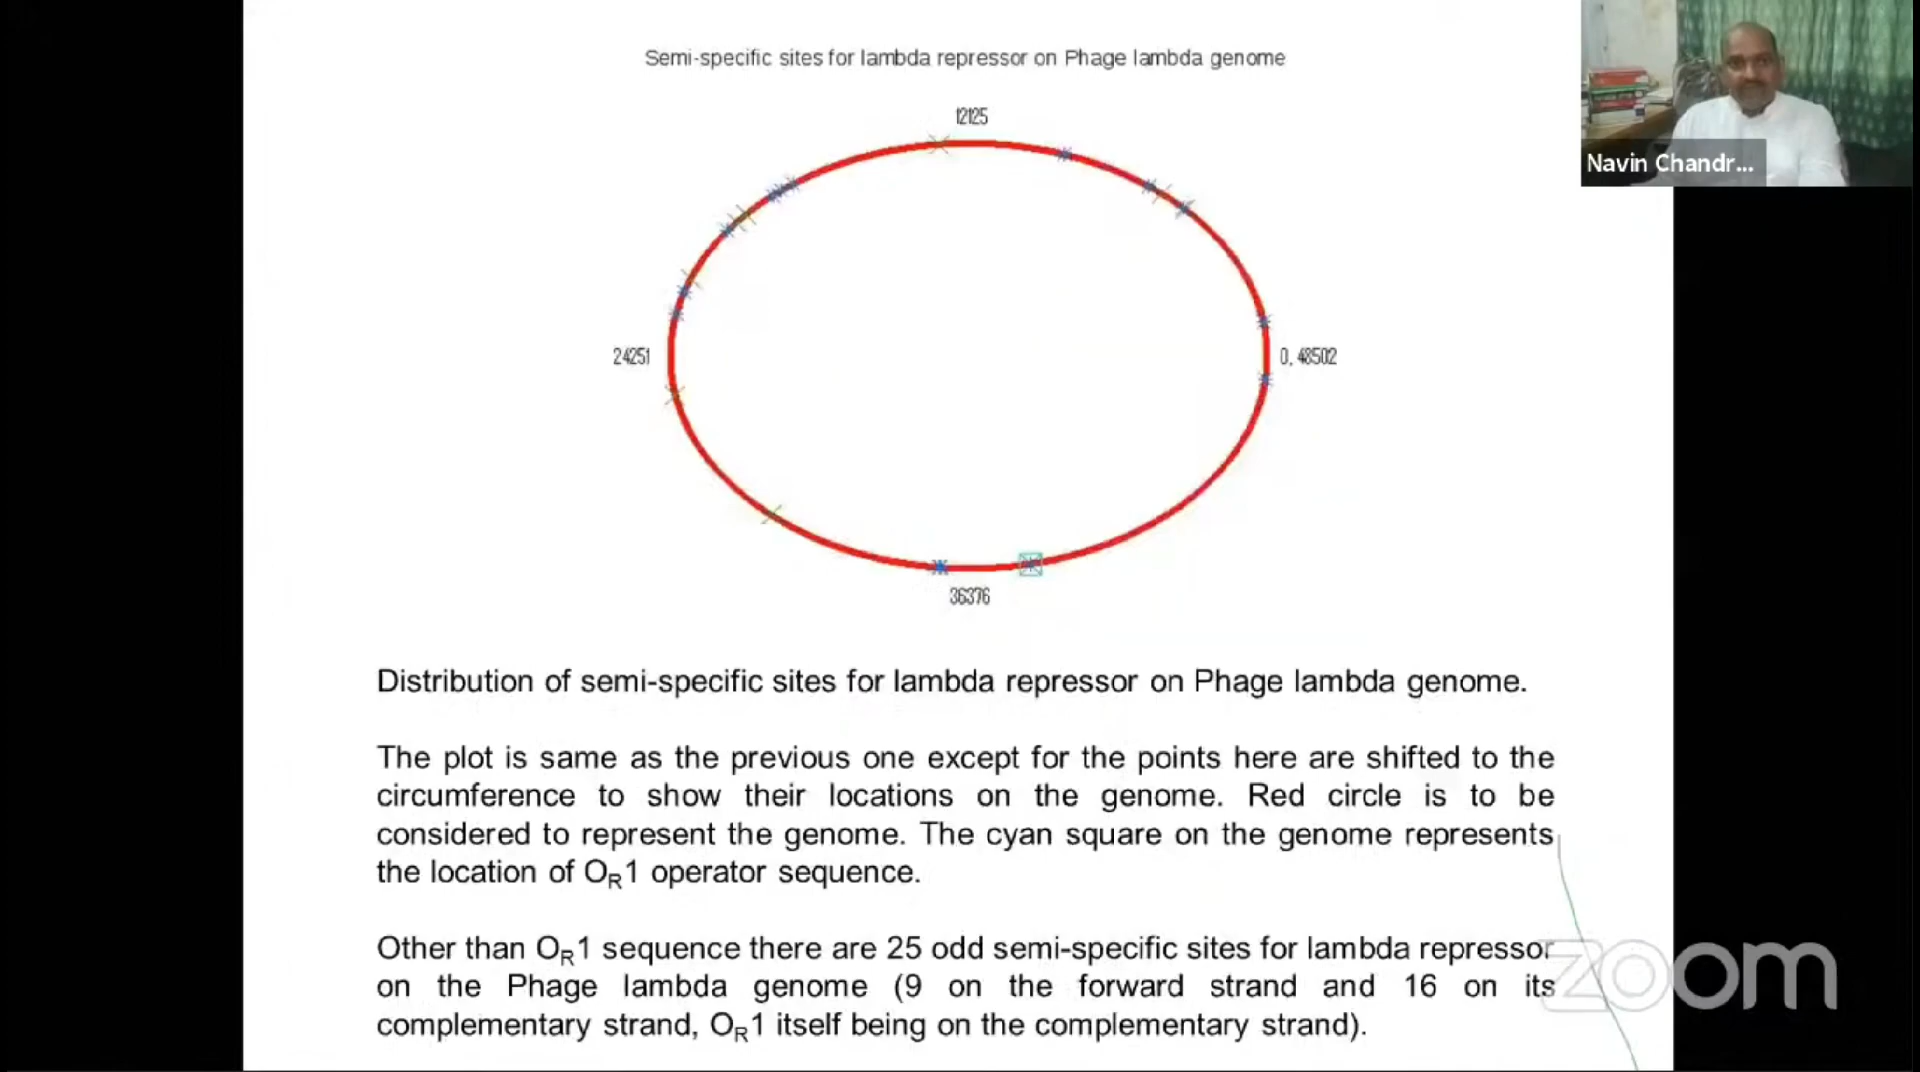 Semi-specific sites for lambda repressor on Phage lambda genome
12125
Navin Chandr...
24251
0, 48502
36376
Distribution of semi-specific sites for lambda repressor on Phage lambda genome.
The plot is same as the previous one except for the points here are shifted to the
circumference to show their locations on the genome. Red circle is to be
considered to represent the genome. The cyan square on the genome represents
the location of OR1 operator sequence.
Other than OR1 sequence there are 25 odd semi-specific sites for lambda repressor
on the Phage lambda genome (9 on the forward strand and 16 on its
complementary strand, OR1 itself being on the complementary strand).
zoom